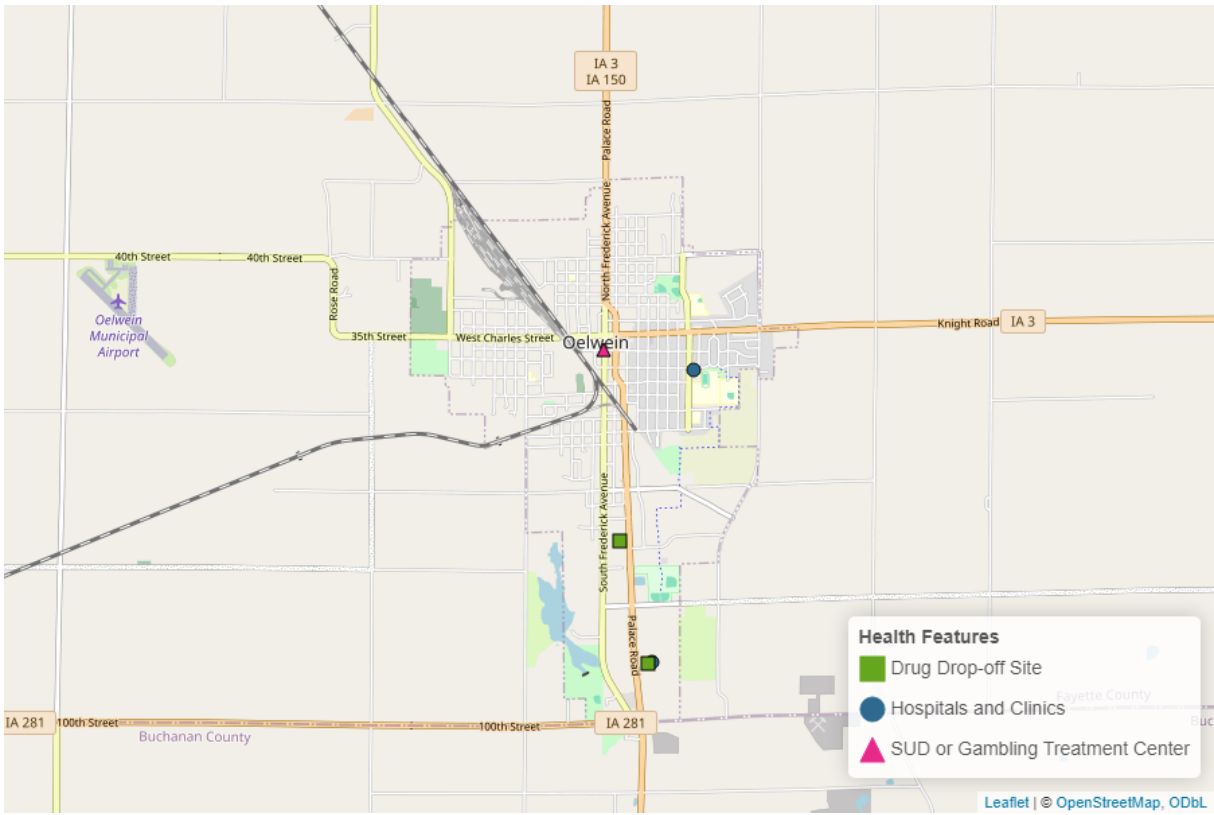 IA 3
IA 150
Palace Road
North Frederick Avenue
40th Street
40th Street
Rose Road
Oelwein
Municipal
Airport
35th Street
West Charles Street
Oelwein
Knight Road
IA 3
South Frederick Avenue
Palace Road
IA 281
100th Street
100th Street
IA 281
Buchanan County
Fayette County
Buc
Health Features
Drug Drop-off Site
Hospitals and Clinics
SUD or Gambling Treatment Center
Leaflet | © OpenStreetMap, ODbL